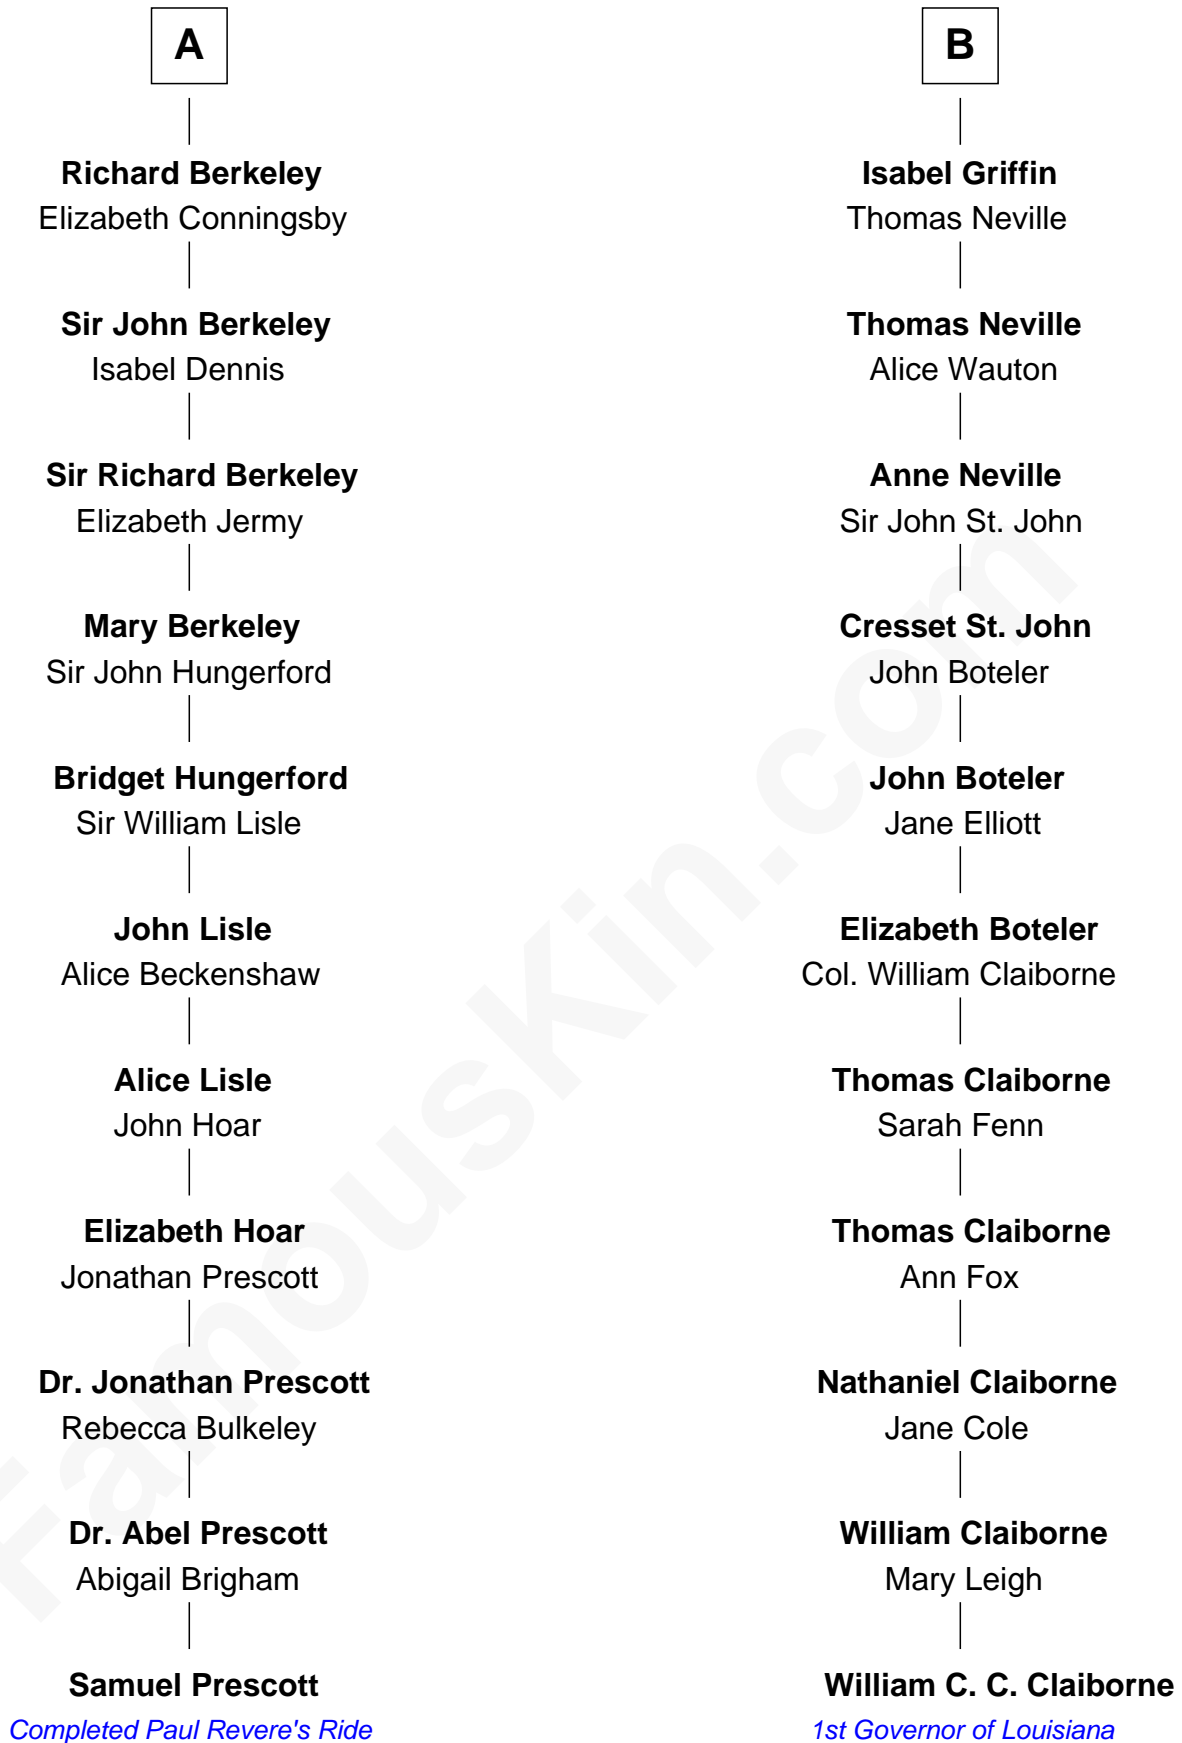 A
Richard Berkeley
Elizabeth Conningsby
Sir John Berkeley
Isabel Dennis
Sir Richard Berkeley
Elizabeth Jermy
Mary Berkeley
Sir John Hungerford
Bridget Hungerford
Sir William Lisle
John Lisle
Alice Beckenshaw
Alice Lisle
John Hoar
Elizabeth Hoar
Jonathan Prescott
Dr. Jonathan Prescott
Rebecca Bulkeley
Dr. Abel Prescott
Abigail Brigham
Samuel Prescott
Completed Paul Revere's Ride
B
Isabel Griffin
Thomas Neville
Thomas Neville
Alice Wauton
Anne Neville
Sir John St. John
Cresset St. John
John Boteler
John Boteler
Jane Elliott
Elizabeth Boteler
Col. William Claiborne
Thomas Claiborne
Sarah Fenn
Thomas Claiborne
Ann Fox
Nathaniel Claiborne
Jane Cole
William Claiborne
Mary Leigh
William C. C. Claiborne
1st Governor of Louisiana
FamousKin.com